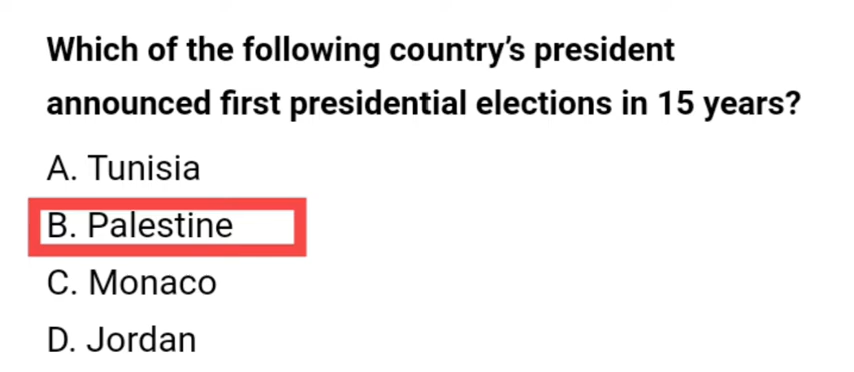 Which of the following country's president
announced first presidential elections in 15 years?
A. Tunisia
B. Palestine
C. Monaco
D. Jordan